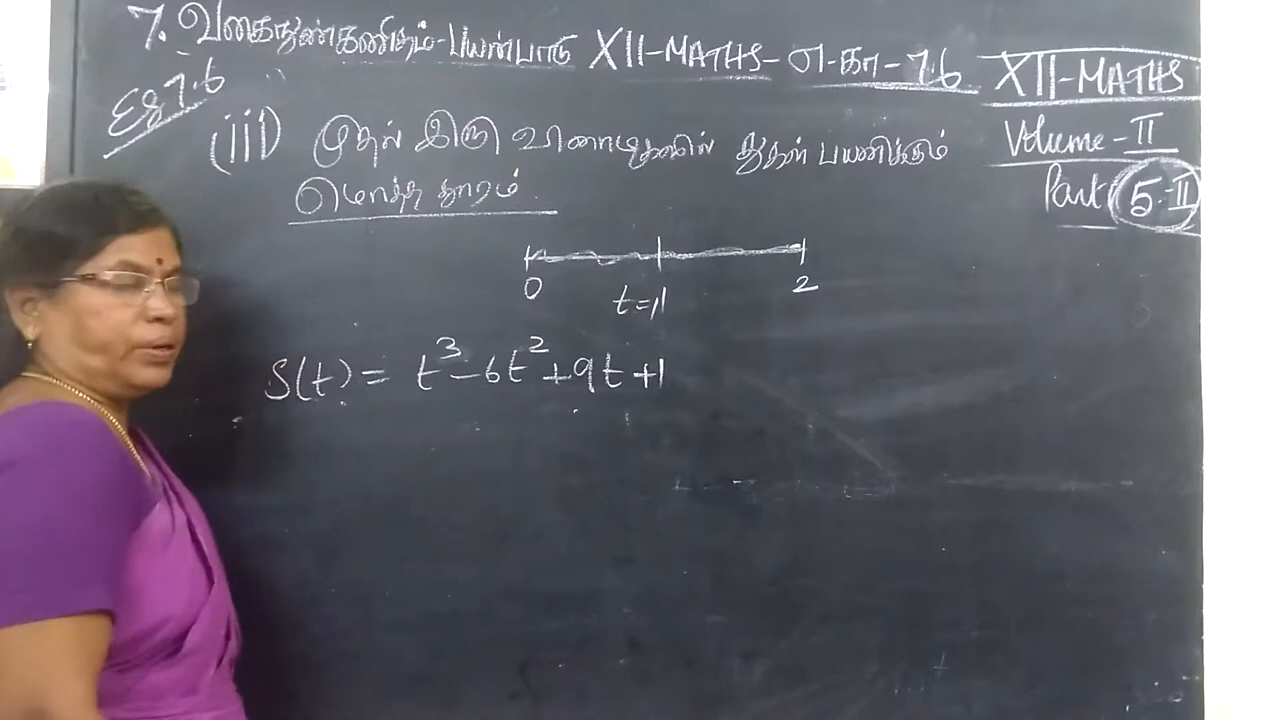 7. வகைநுண்கணிதம்-பயன்பாடு XII-MATHS-எ-கா-7.6
XII-MATHS
Eg 7.6
Volume-II
Part 5-II
(iii) முதல் இரு வினாடிகளில் துகள் பயணிக்கும்
மொத்த தூரம்
0 t=1 2
S(t) = t³-6t²+9t+1